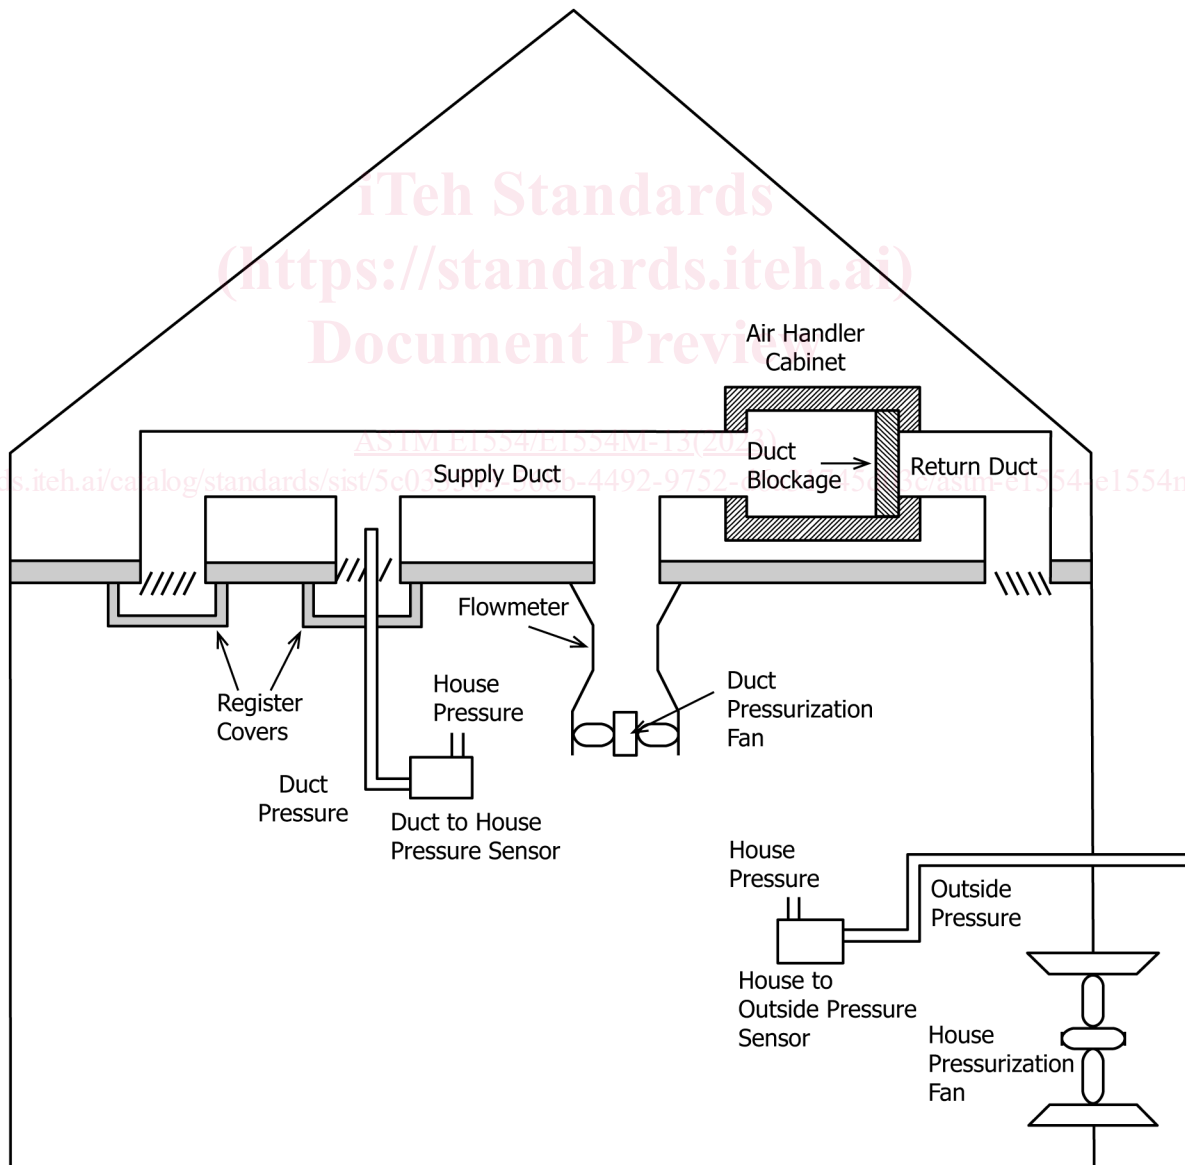 iTeh Standards
(https://standards.iteh.ai)
Document Preview
Air Handler
Cabinet
ASTM E1554/E1554M-13(2023)
Supply Duct
Duct
Blockage
Return Duct
Flowmeter
Register
Covers
House
Pressure
Duct
Pressurization
Fan
Duct
Pressure
Duct to House
Pressure Sensor
House
Pressure
Outside
Pressure
House to
Outside Pressure
Sensor
House
Pressurization
Fan